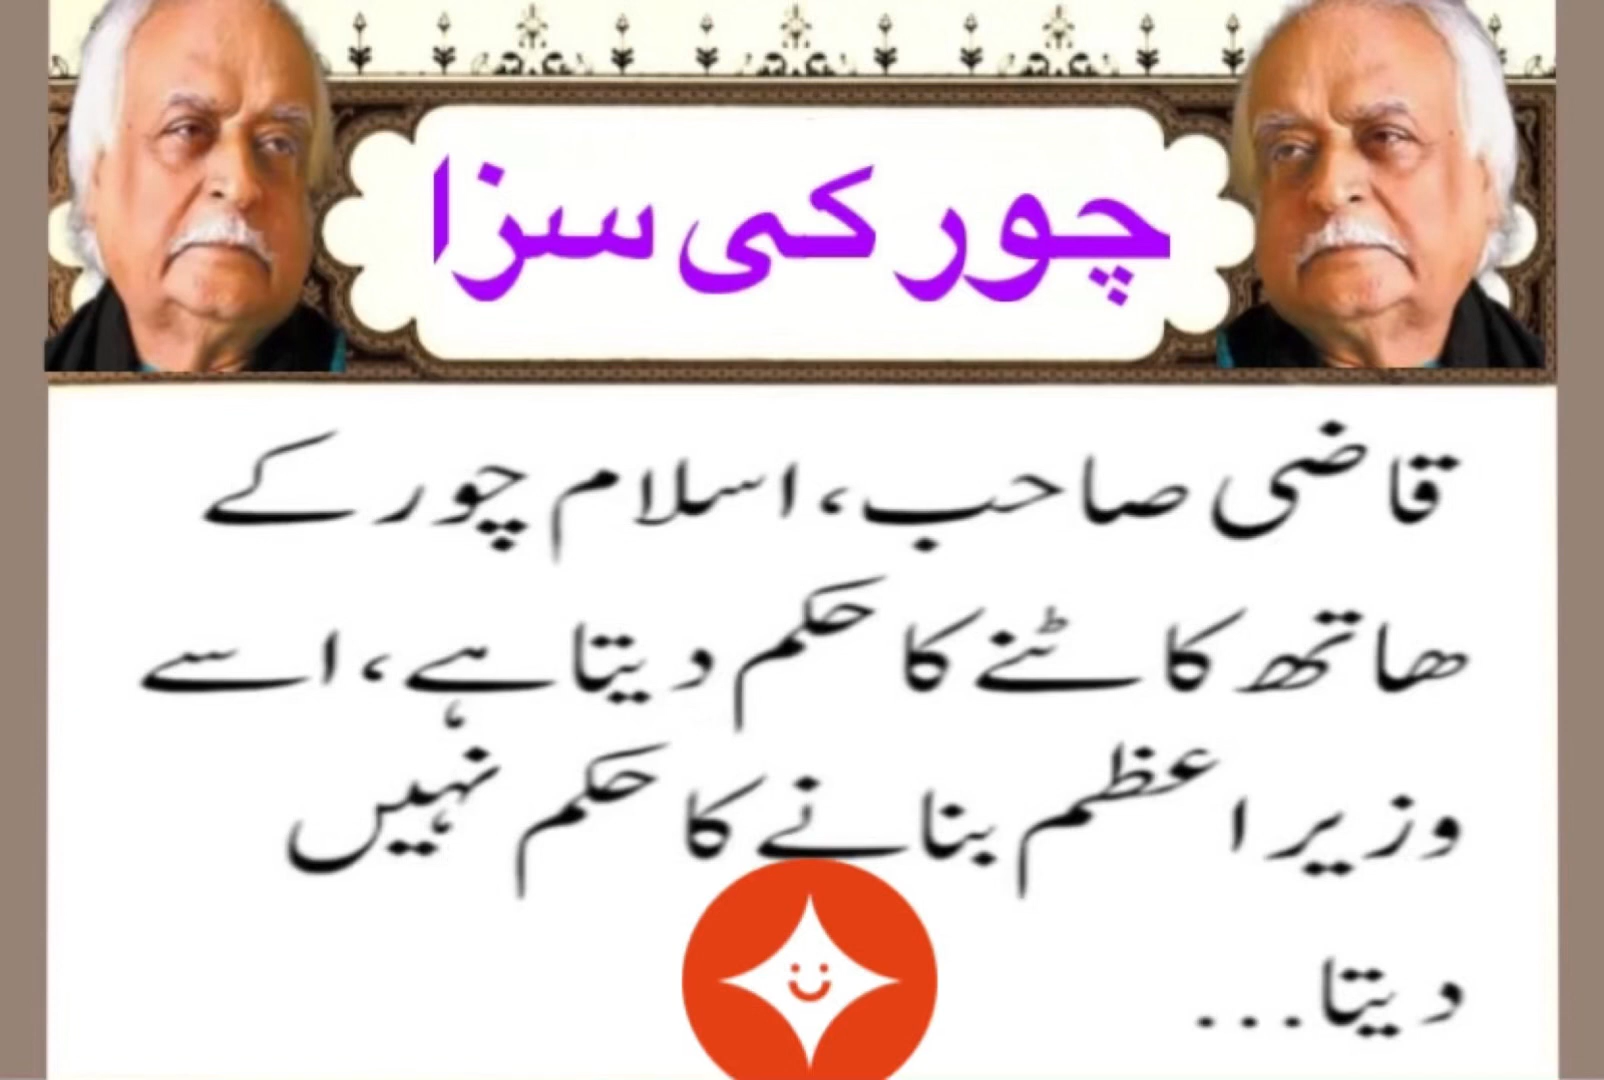 چور کی سزا
قاضی صاحب، اسلام چور کے
ھاتھ کاٹنے کا حکم دیتا ہے، اسے
وزیر اعظم بنانے کا حکم نہیں
دیتا...